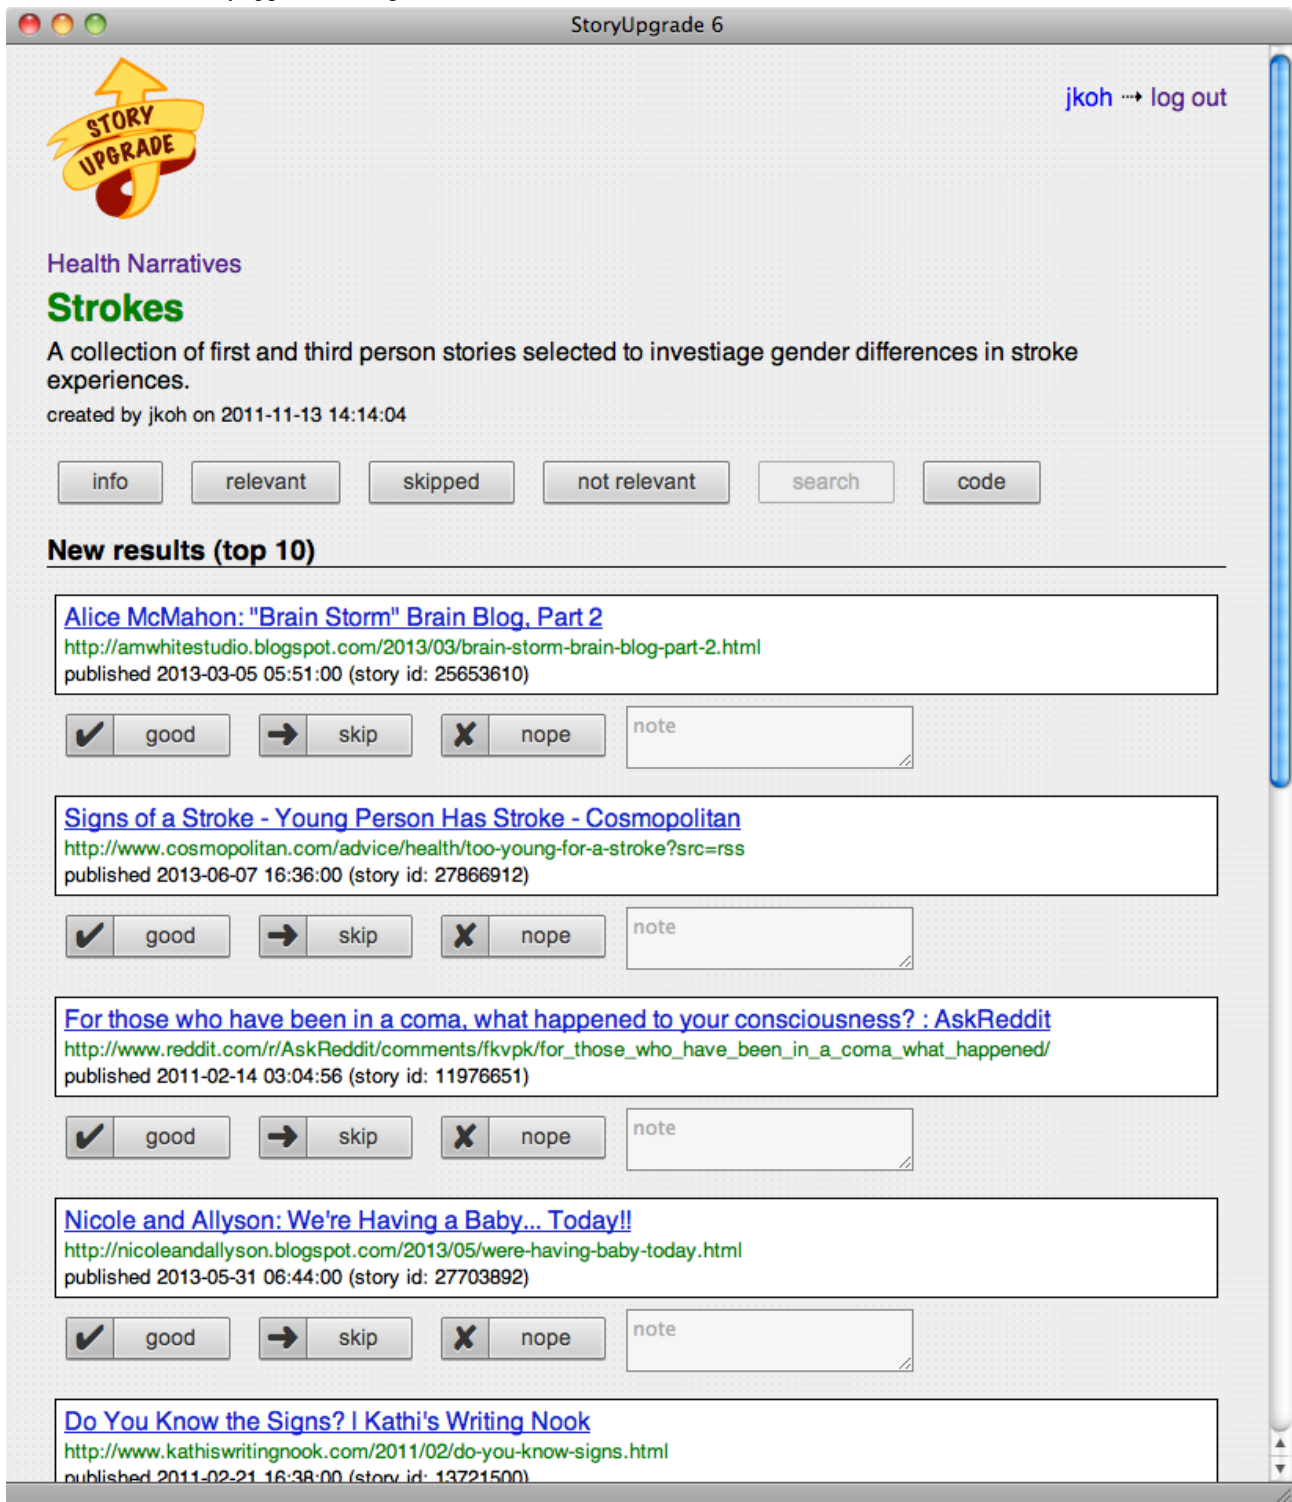 StoryUpgrade 6
STORY
UPGRADE
jkoh ⇢ log out
Health Narratives
Strokes
A collection of first and third person stories selected to investiage gender differences in stroke
experiences.
created by jkoh on 2011-11-13 14:14:04
info relevant skipped not relevant search code
New results (top 10)
Alice McMahon: "Brain Storm" Brain Blog, Part 2
http://amwhitestudio.blogspot.com/2013/03/brain-storm-brain-blog-part-2.html
published 2013-03-05 05:51:00 (story id: 25653610)
✔ good ➔ skip ✘ nope note
Signs of a Stroke - Young Person Has Stroke - Cosmopolitan
http://www.cosmopolitan.com/advice/health/too-young-for-a-stroke?src=rss
published 2013-06-07 16:36:00 (story id: 27866912)
✔ good ➔ skip ✘ nope note
For those who have been in a coma, what happened to your consciousness? : AskReddit
http://www.reddit.com/r/AskReddit/comments/fkvpk/for_those_who_have_been_in_a_coma_what_happened/
published 2011-02-14 03:04:56 (story id: 11976651)
✔ good ➔ skip ✘ nope note
Nicole and Allyson: We're Having a Baby... Today!!
http://nicoleandallyson.blogspot.com/2013/05/were-having-baby-today.html
published 2013-05-31 06:44:00 (story id: 27703892)
✔ good ➔ skip ✘ nope note
Do You Know the Signs? | Kathi's Writing Nook
http://www.kathiswritingnook.com/2011/02/do-you-know-signs.html
published 2011-02-21 16:38:00 (story id: 13721500)